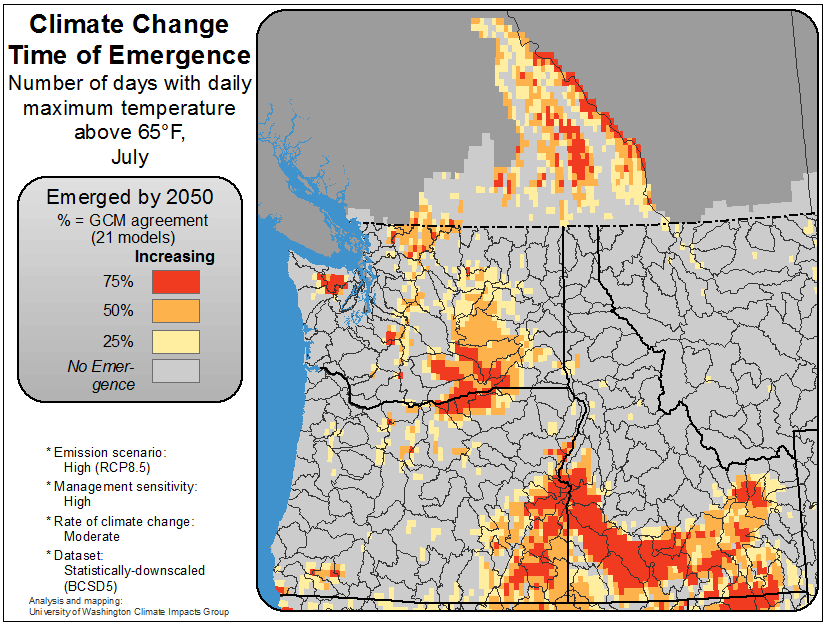 Climate Change
Time of Emergence
Number of days with daily
maximum temperature
above 65°F,
July
Emerged by 2050
% = GCM agreement
(21 models)
Increasing
75%
50%
25%
No Emer-
gence
* Emission scenario:
High (RCP8.5)
* Management sensitivity:
High
* Rate of climate change:
Moderate
* Dataset:
Statistically-downscaled
(BCSD5)
Analysis and mapping:
University of Washington Climate Impacts Group